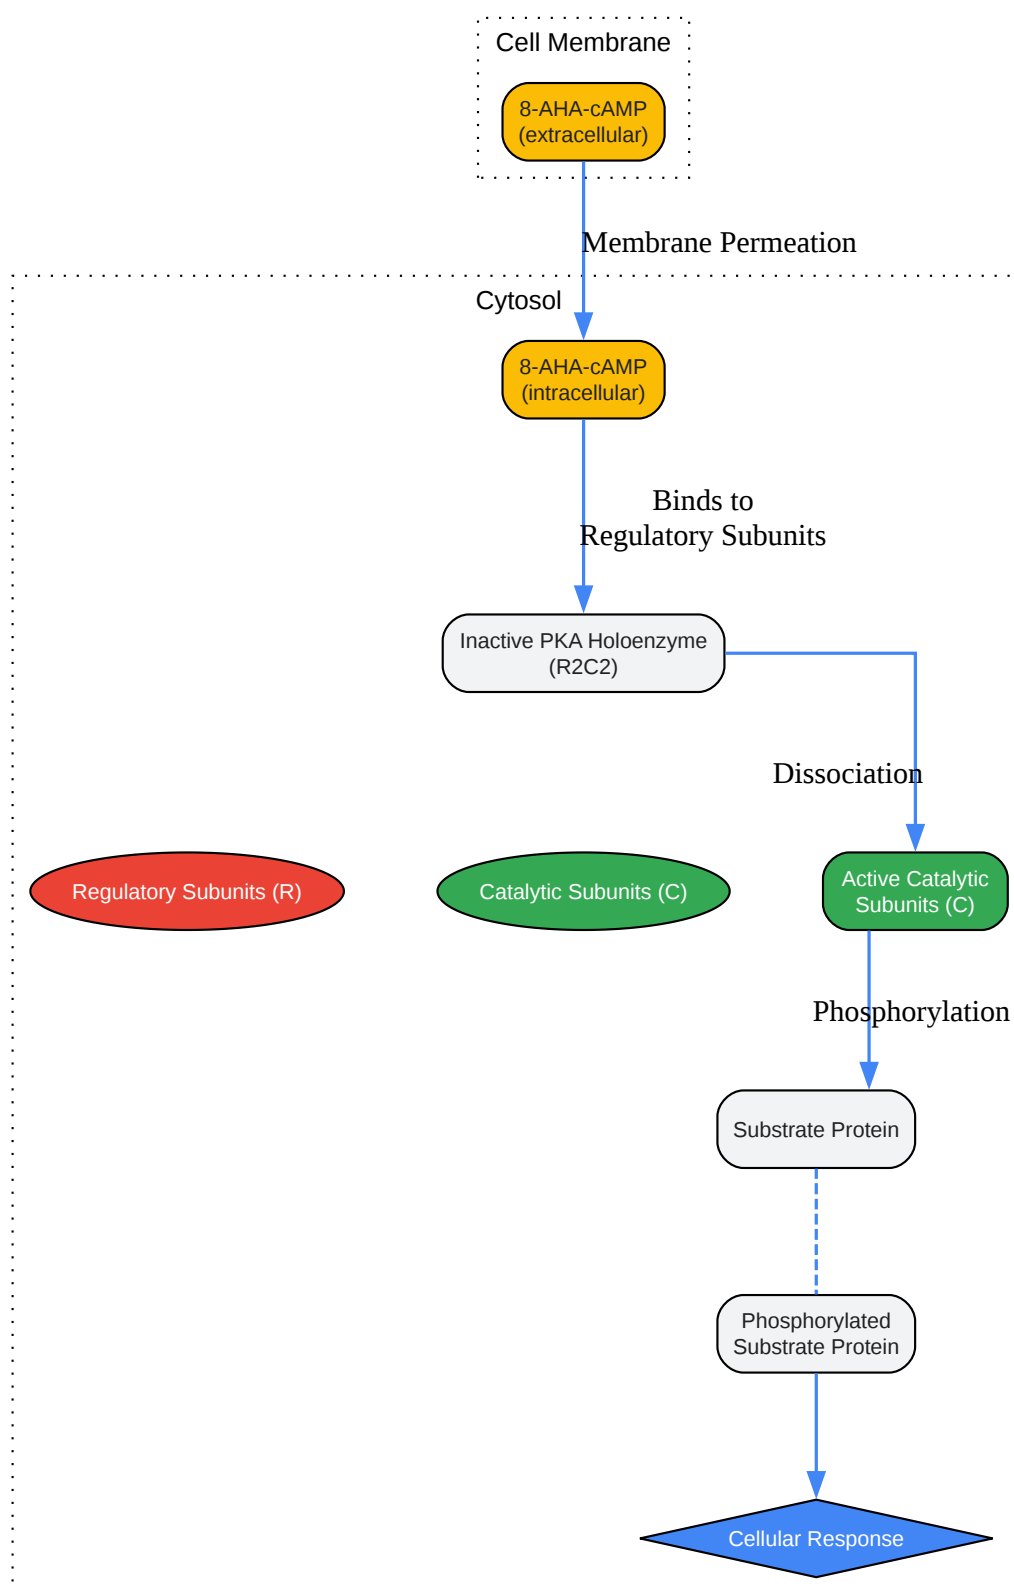 Cell Membrane
8-AHA-cAMP
(extracellular)
Membrane Permeation
Cytosol
8-AHA-cAMP
(intracellular)
Binds to
Regulatory Subunits
Inactive PKA Holoenzyme
(R2C2)
Dissociation
Regulatory Subunits (R)
Catalytic Subunits (C)
Active Catalytic
Subunits (C)
Phosphorylation
Substrate Protein
Phosphorylated
Substrate Protein
Cellular Response